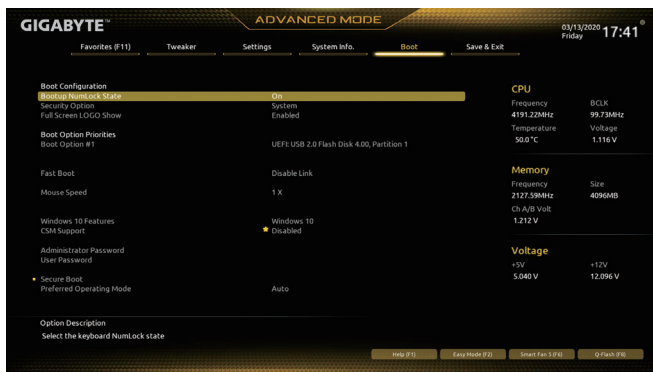 GIGABYTE™
ADVANCED MODE
03/13/2020 Friday 17:41
Favorites (F11) Tweaker Settings System Info. Boot Save & Exit
Boot Configuration
Bootup NumLock State On
Security Option System
Full Screen LOGO Show Enabled
Boot Option Priorities
Boot Option #1 UEFI: USB 2.0 Flash Disk 4.00, Partition 1
Fast Boot Disable Link
Mouse Speed 1 X
Windows 10 Features Windows 10
CSM Support Disabled
Administrator Password
User Password
Secure Boot
Preferred Operating Mode Auto
CPU
Frequency BCLK
4191.22MHz 99.73MHz
Temperature Voltage
50.0 °C 1.116 V
Memory
Frequency Size
2127.59MHz 4096MB
Ch A/B Volt
1.212 V
Voltage
+5V +12V
5.040 V 12.096 V
Option Description
Select the keyboard NumLock state
Help (F1) Easy Mode (F2) Smart Fan 5 (F6) Q-Flash (F8)